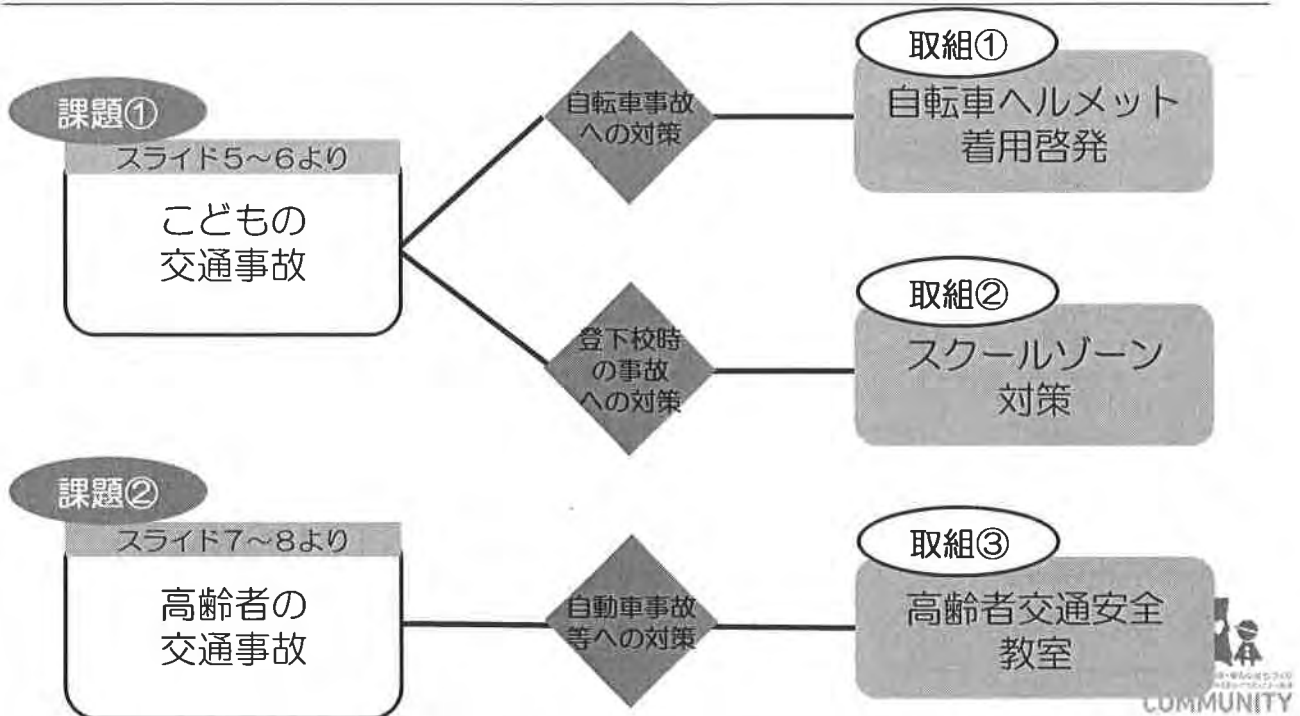 課題①
スライド5～6より
こどもの
交通事故
自転車事故
への対策
取組①
自転車ヘルメット
着用啓発
登下校時
の事故
への対策
取組②
スクールゾーン
対策
課題②
スライド7～8より
高齢者の
交通事故
自動車事故
等への対策
取組③
高齢者交通安全
教室
COMMUNITY